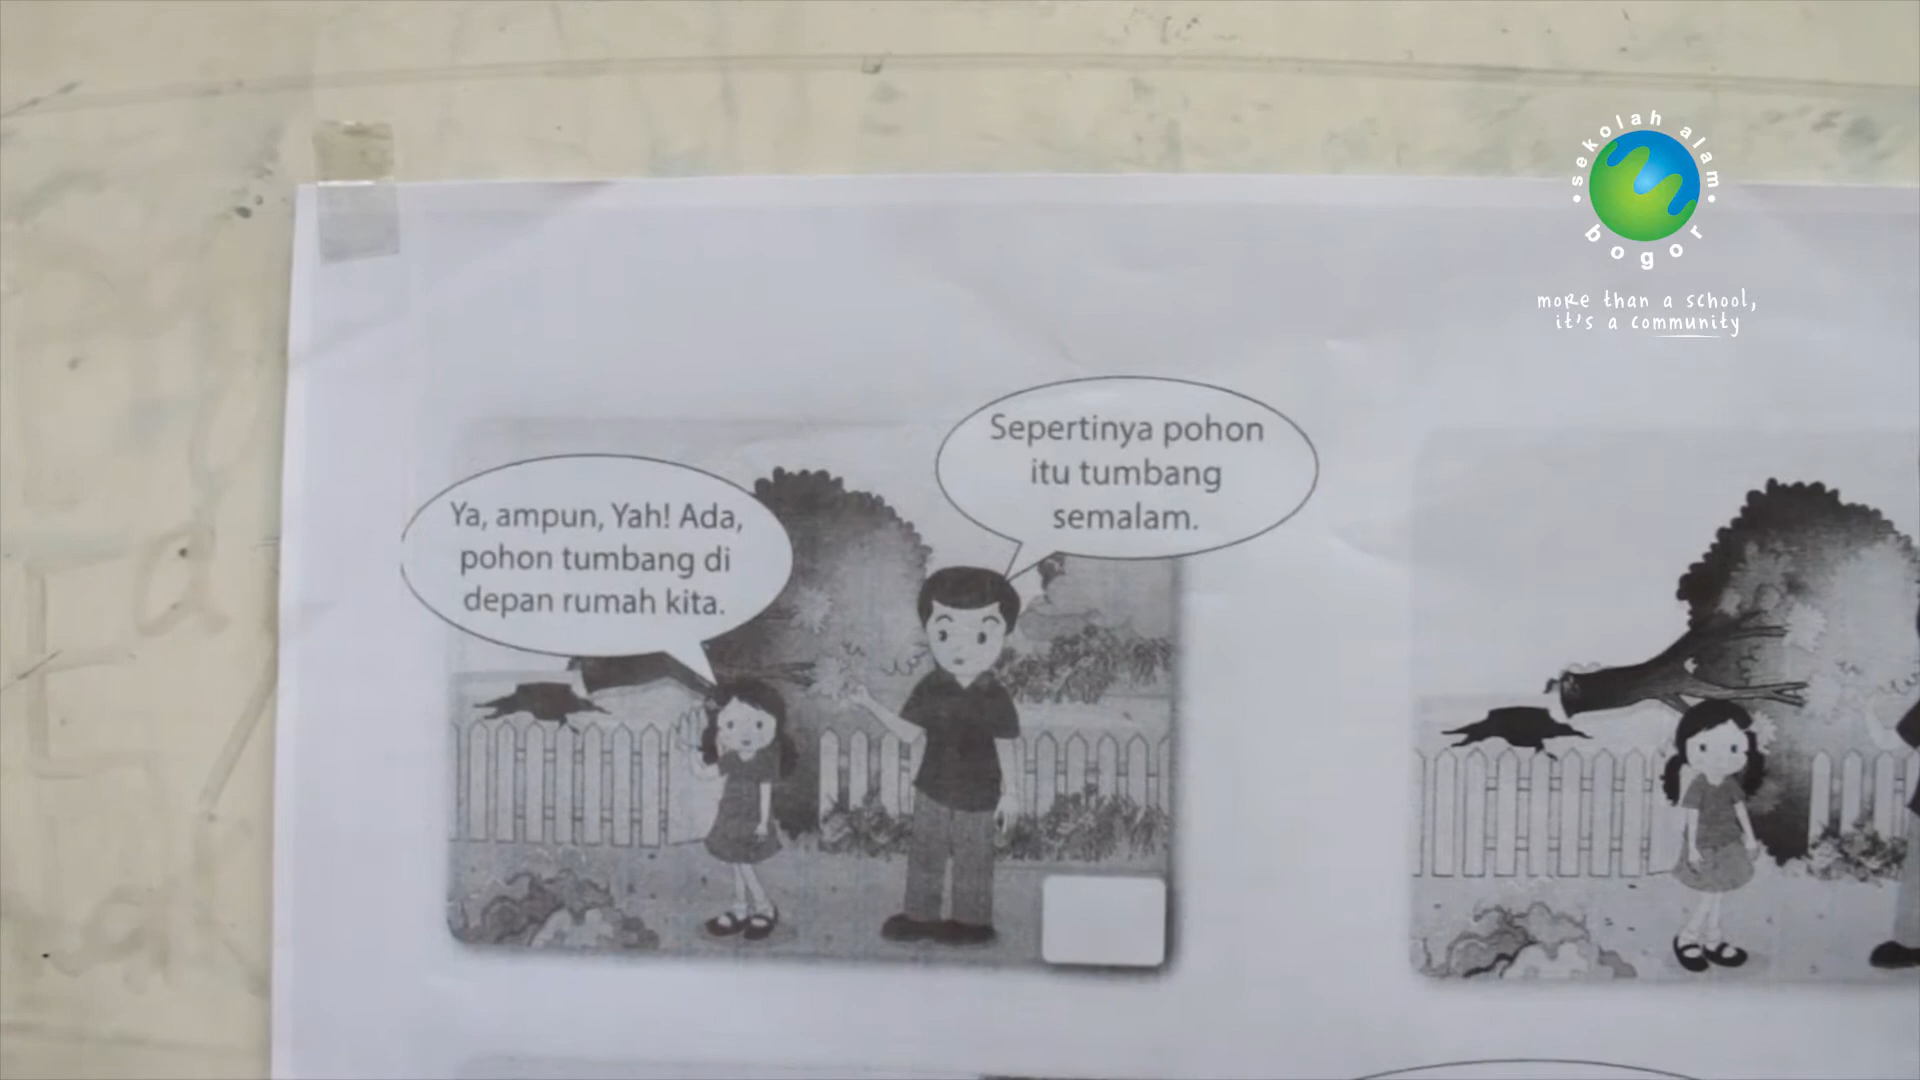 sekolah alam
bogor
more than a school,
it's a community
Sepertinya pohon
itu tumbang
semalam.
Ya, ampun, Yah! Ada,
pohon tumbang di
depan rumah kita.